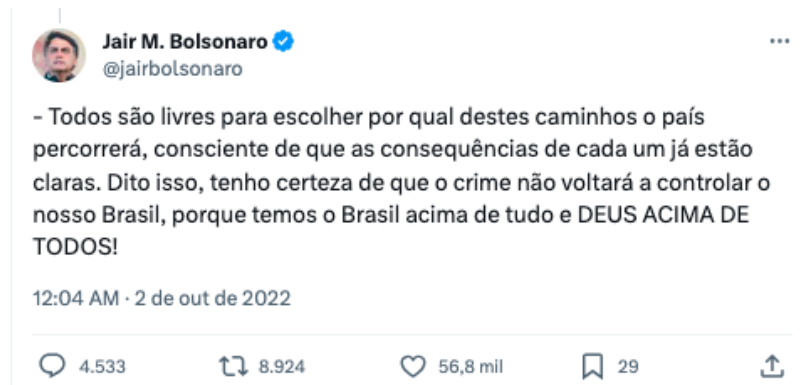 Jair M. Bolsonaro
@jairbolsonaro
- Todos são livres para escolher por qual destes caminhos o país
percorrerá, consciente de que as consequências de cada um já estão
claras. Dito isso, tenho certeza de que o crime não voltará a controlar o
nosso Brasil, porque temos o Brasil acima de tudo e DEUS ACIMA DE
TODOS!
12:04 AM · 2 de out de 2022
4.533 8.924 56,8 mil 29